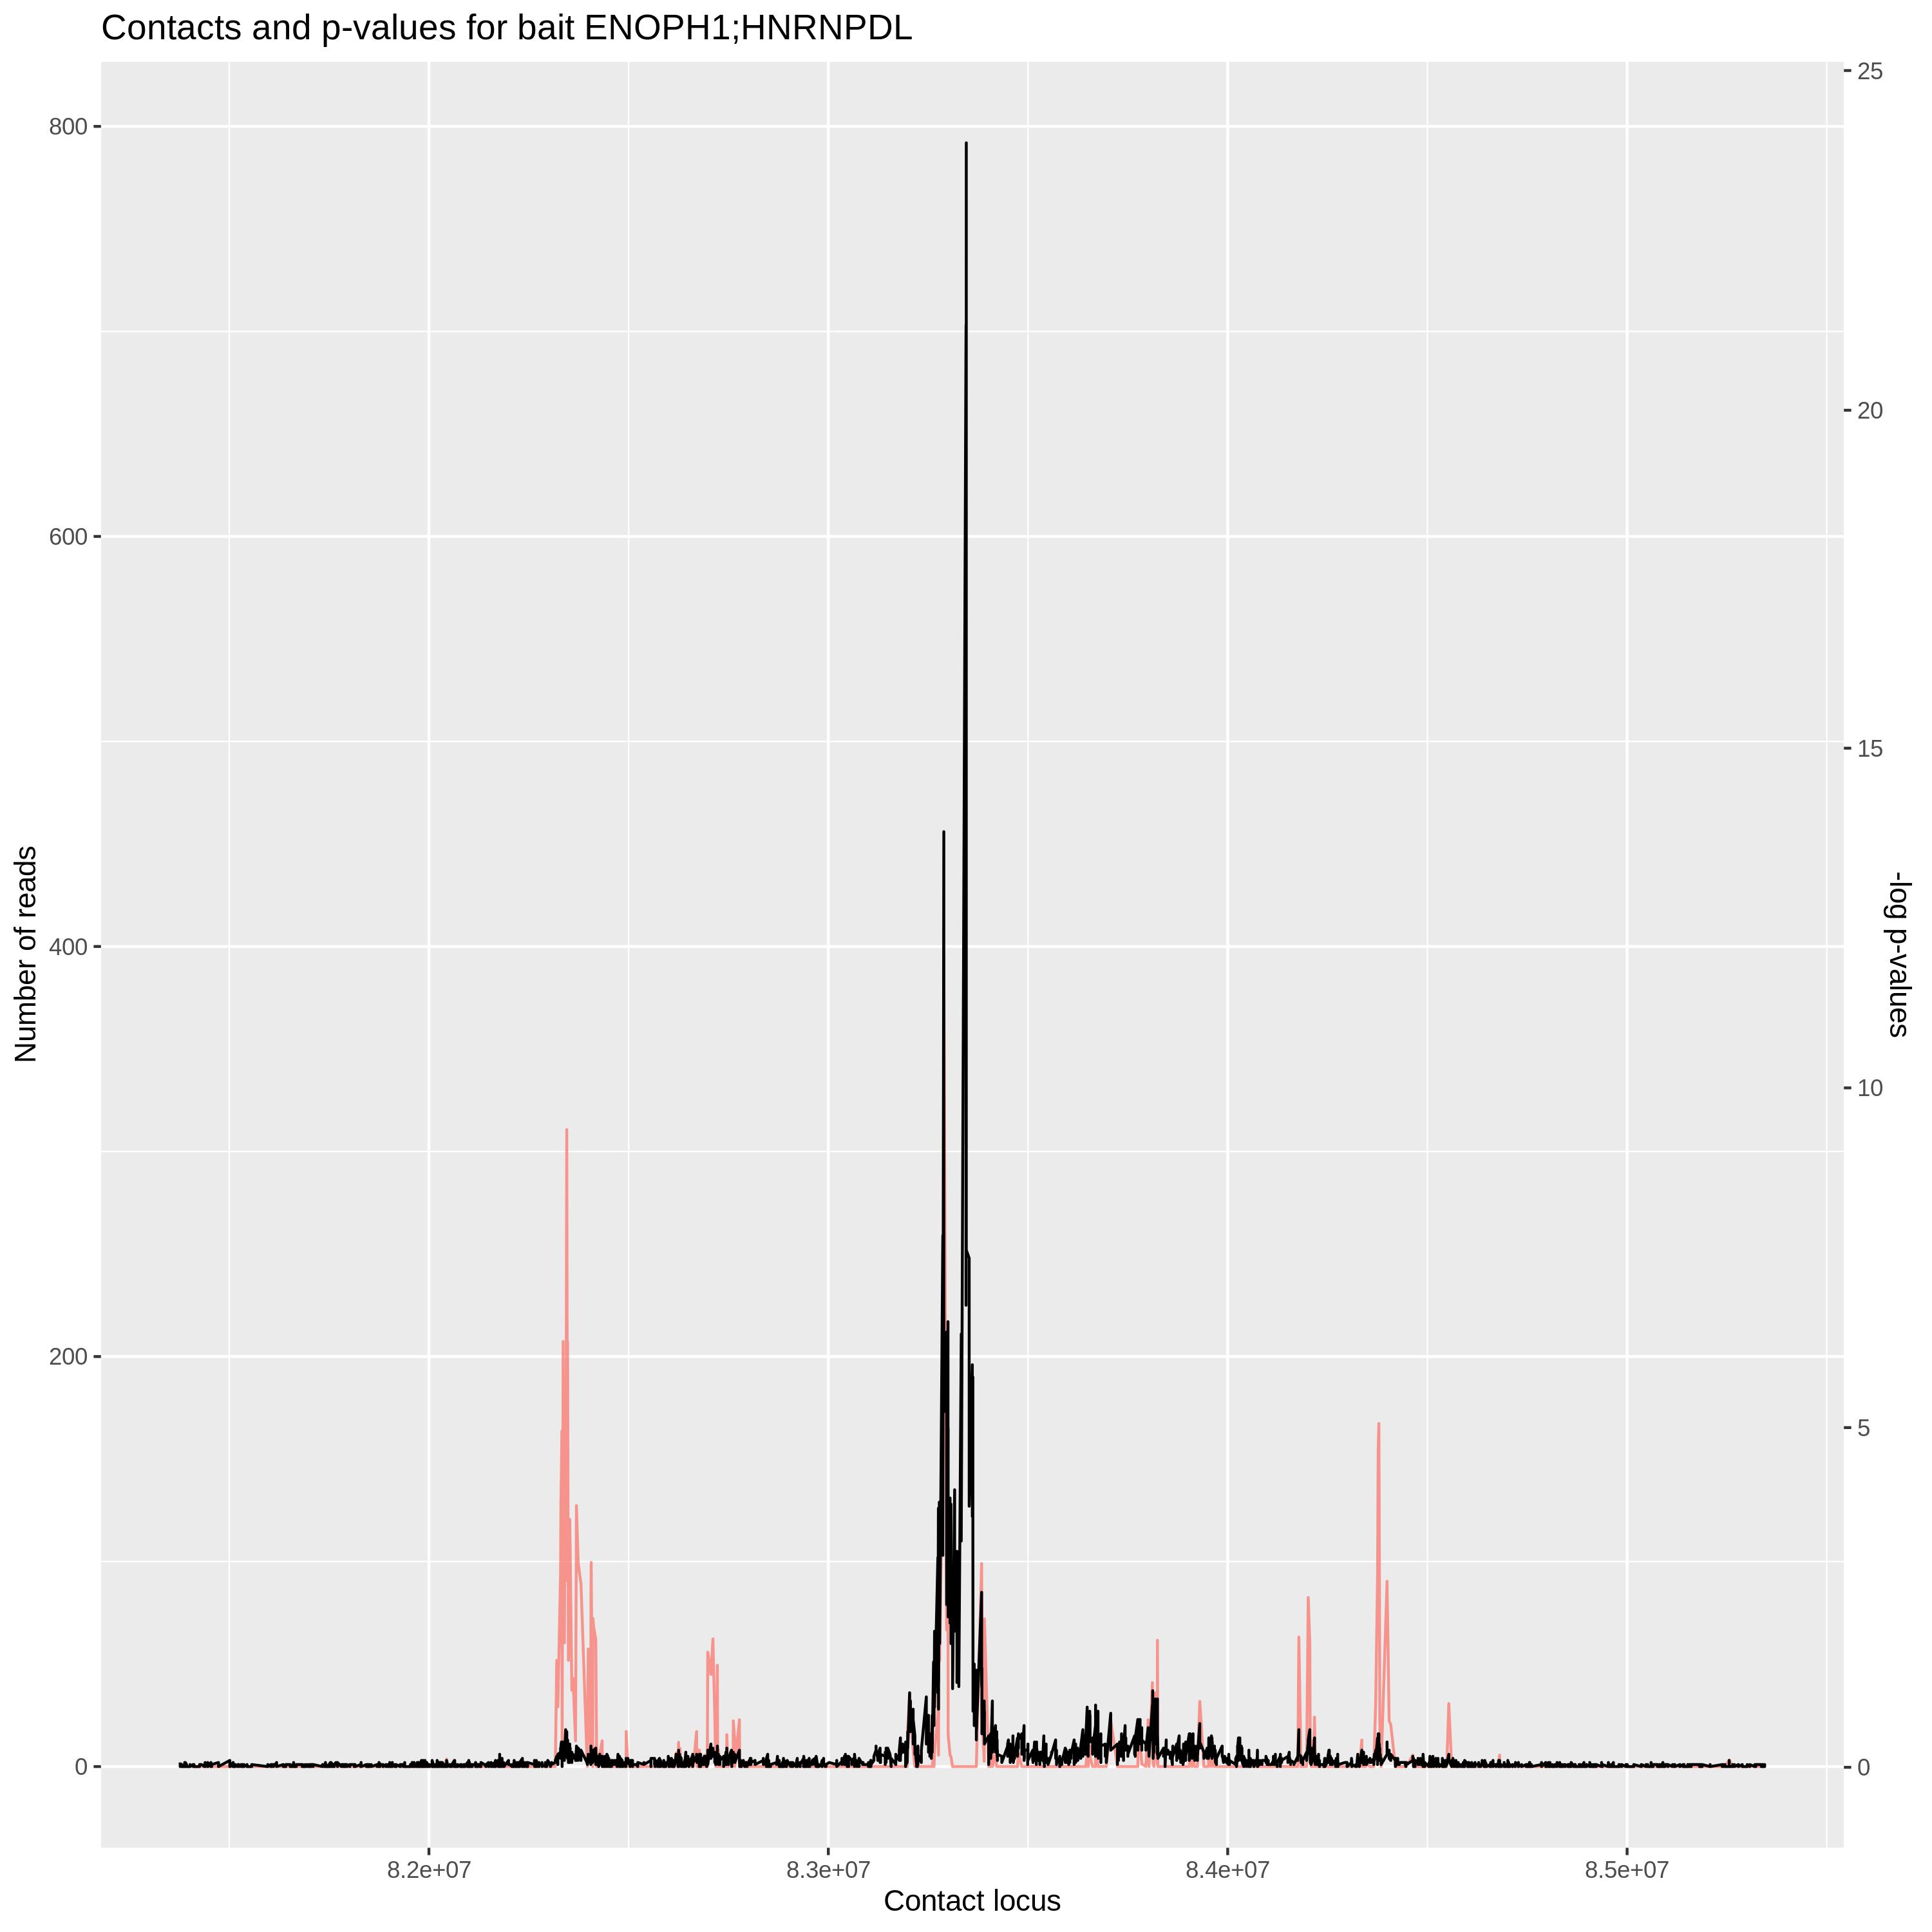 Contacts and p-values for bait ENOPH1;HNRNPDL
25
800
20
600
15
Number of reads
-log p-values
400
10
200
5
0
0
8.2e+07
8.3e+07
8.4e+07
8.5e+07
Contact locus